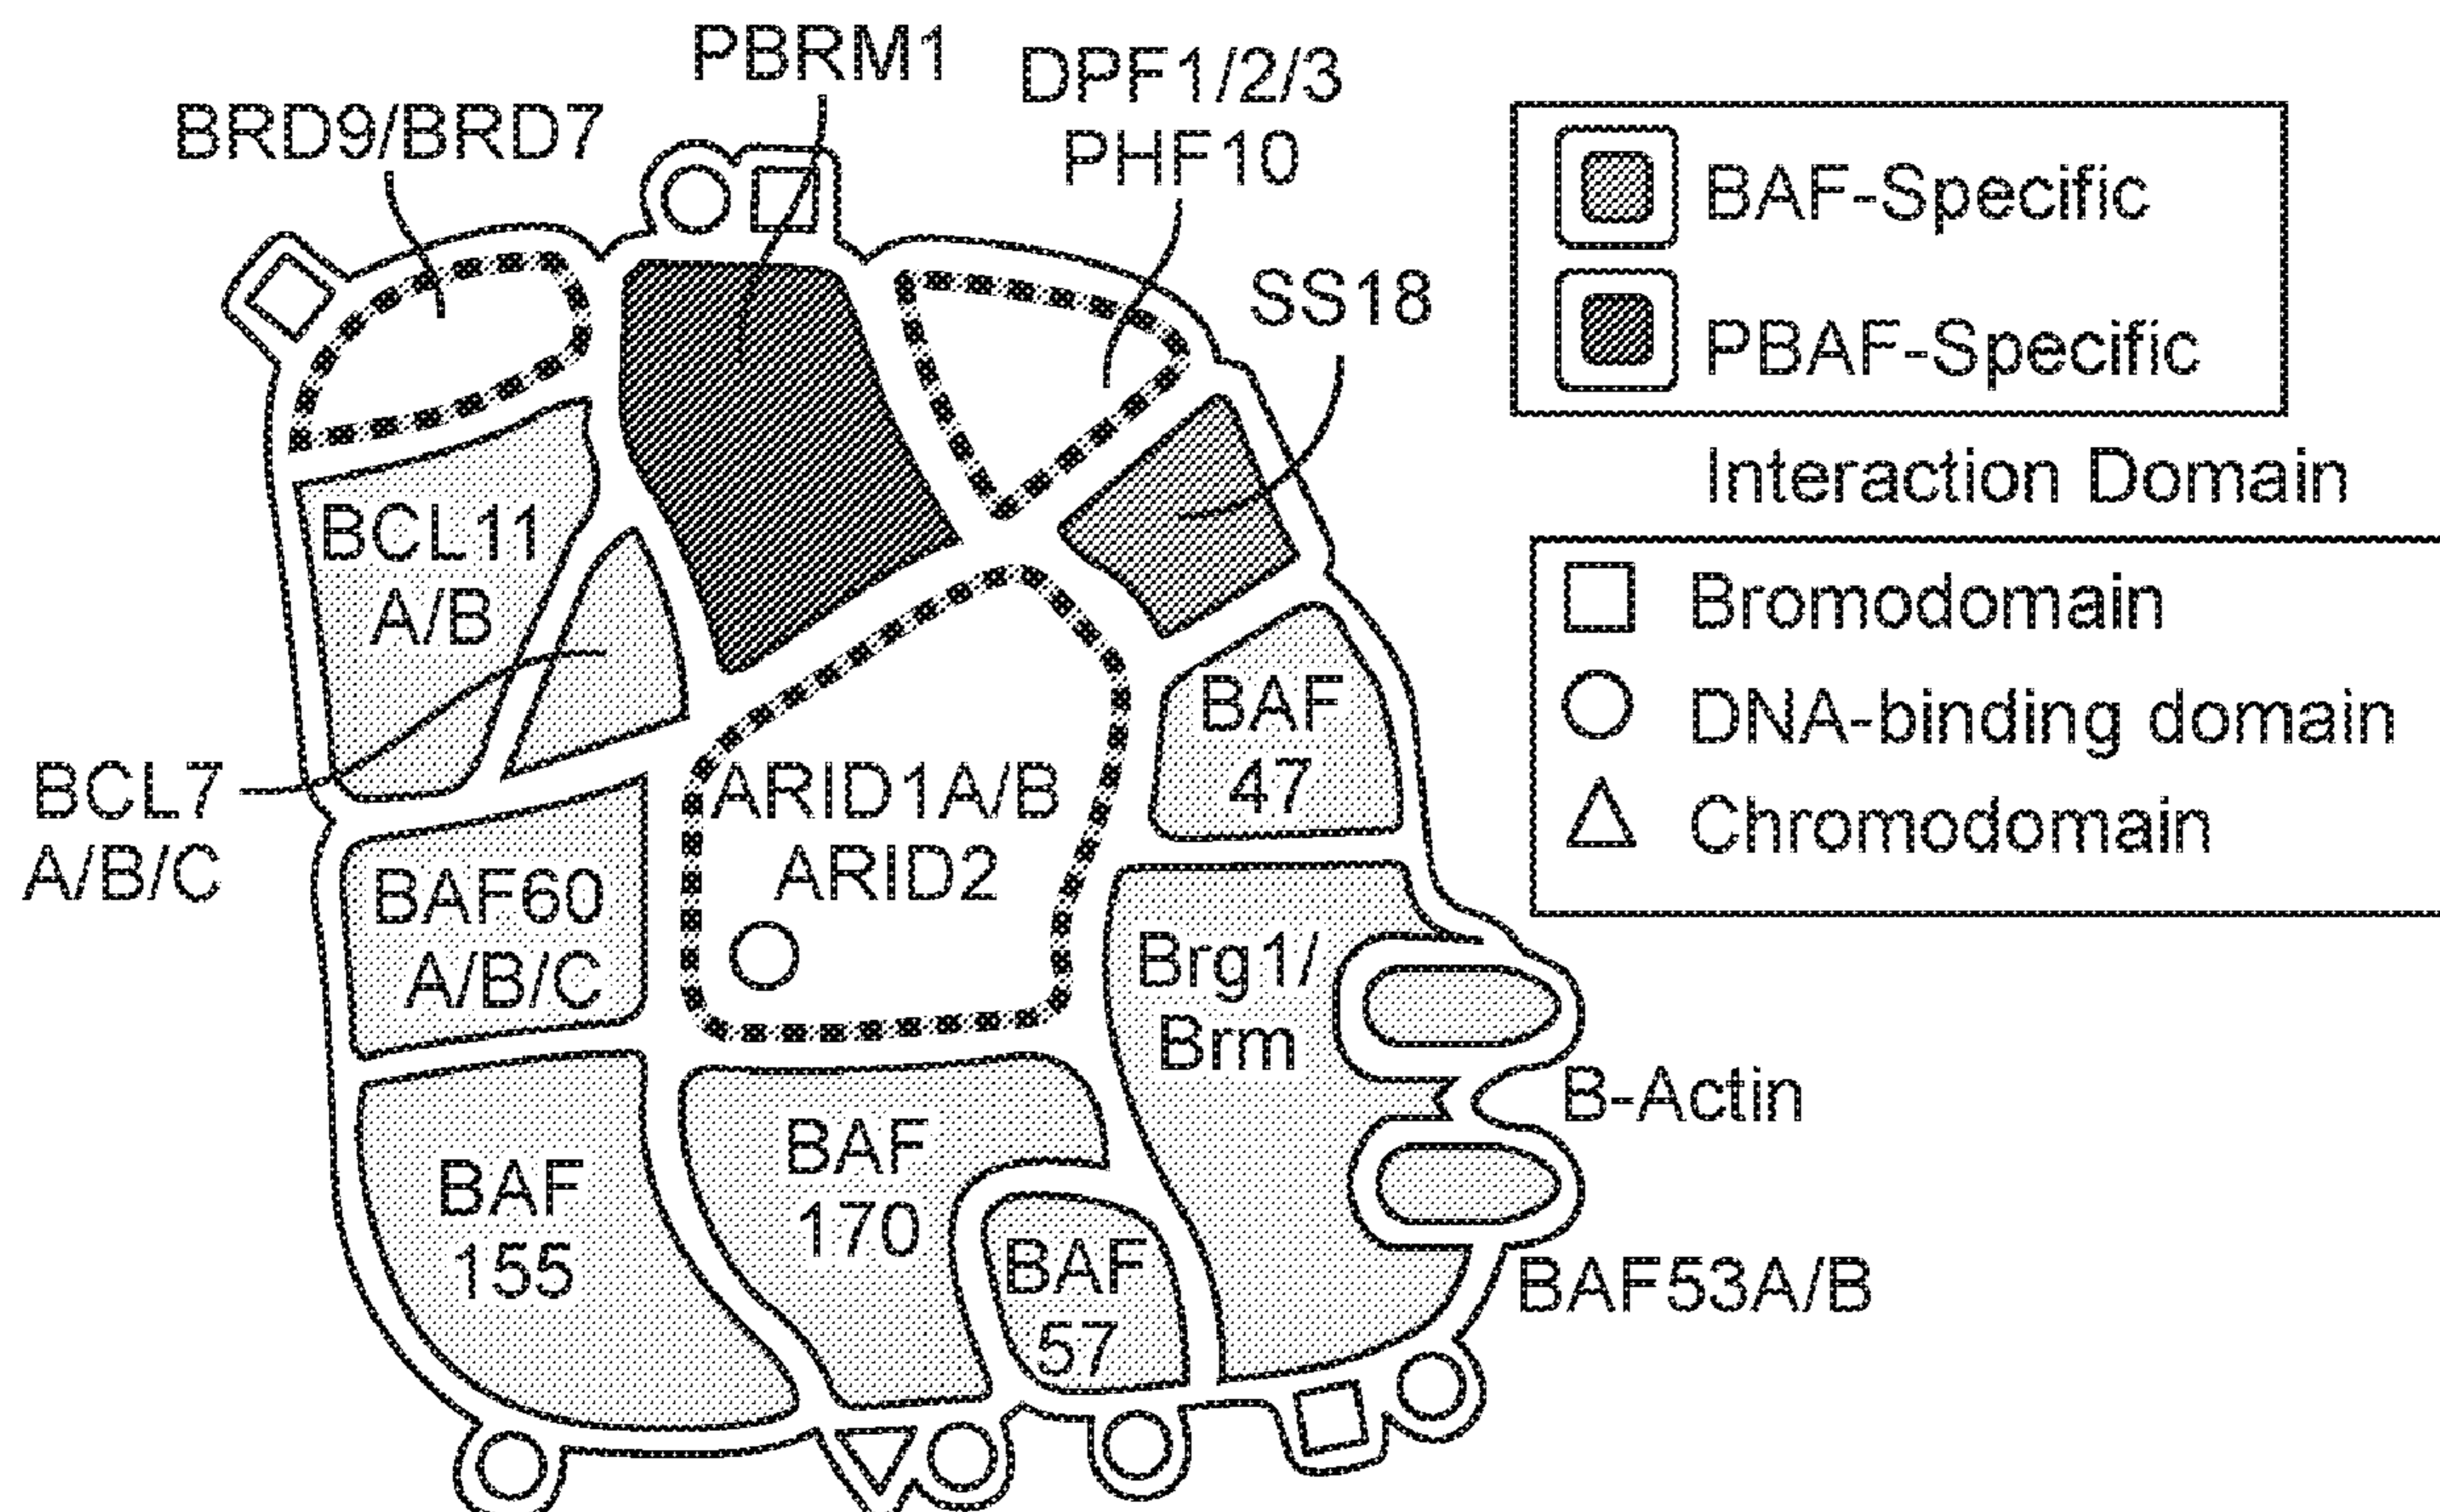 PBRM1
DPF1/2/3
PHF10
BRD9/BRD7
SS18
BAF-Specific
PBAF-Specific
Interaction Domain
Bromodomain
DNA-binding domain
Chromodomain
BCL11
A/B
BCL7
A/B/C
BAF
47
ARID1A/B
ARID2
BAF60
A/B/C
Brg1/
Brm
B-Actin
BAF
155
BAF
170
BAF
57
BAF53A/B